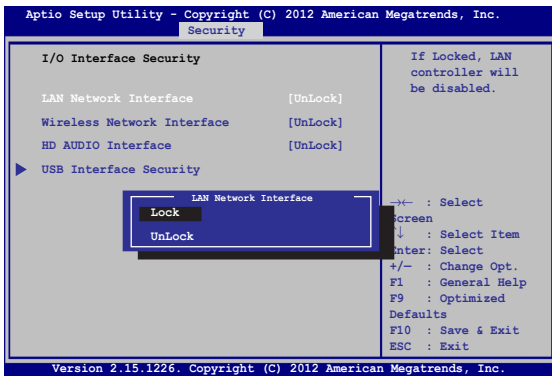 Aptio Setup Utility - Copyright (C) 2012 American Megatrends, Inc.
Security
I/O Interface Security
LAN Network Interface [UnLock]
Wireless Network Interface [UnLock]
HD AUDIO Interface [UnLock]
USB Interface Security
If Locked, LAN
controller will
be disabled.
LAN Network Interface
Lock
UnLock
→← : Select
Screen
↑↓ : Select Item
Enter: Select
+/— : Change Opt.
F1 : General Help
F9 : Optimized
Defaults
F10 : Save & Exit
ESC : Exit
Version 2.15.1226. Copyright (C) 2012 American Megatrends, Inc.